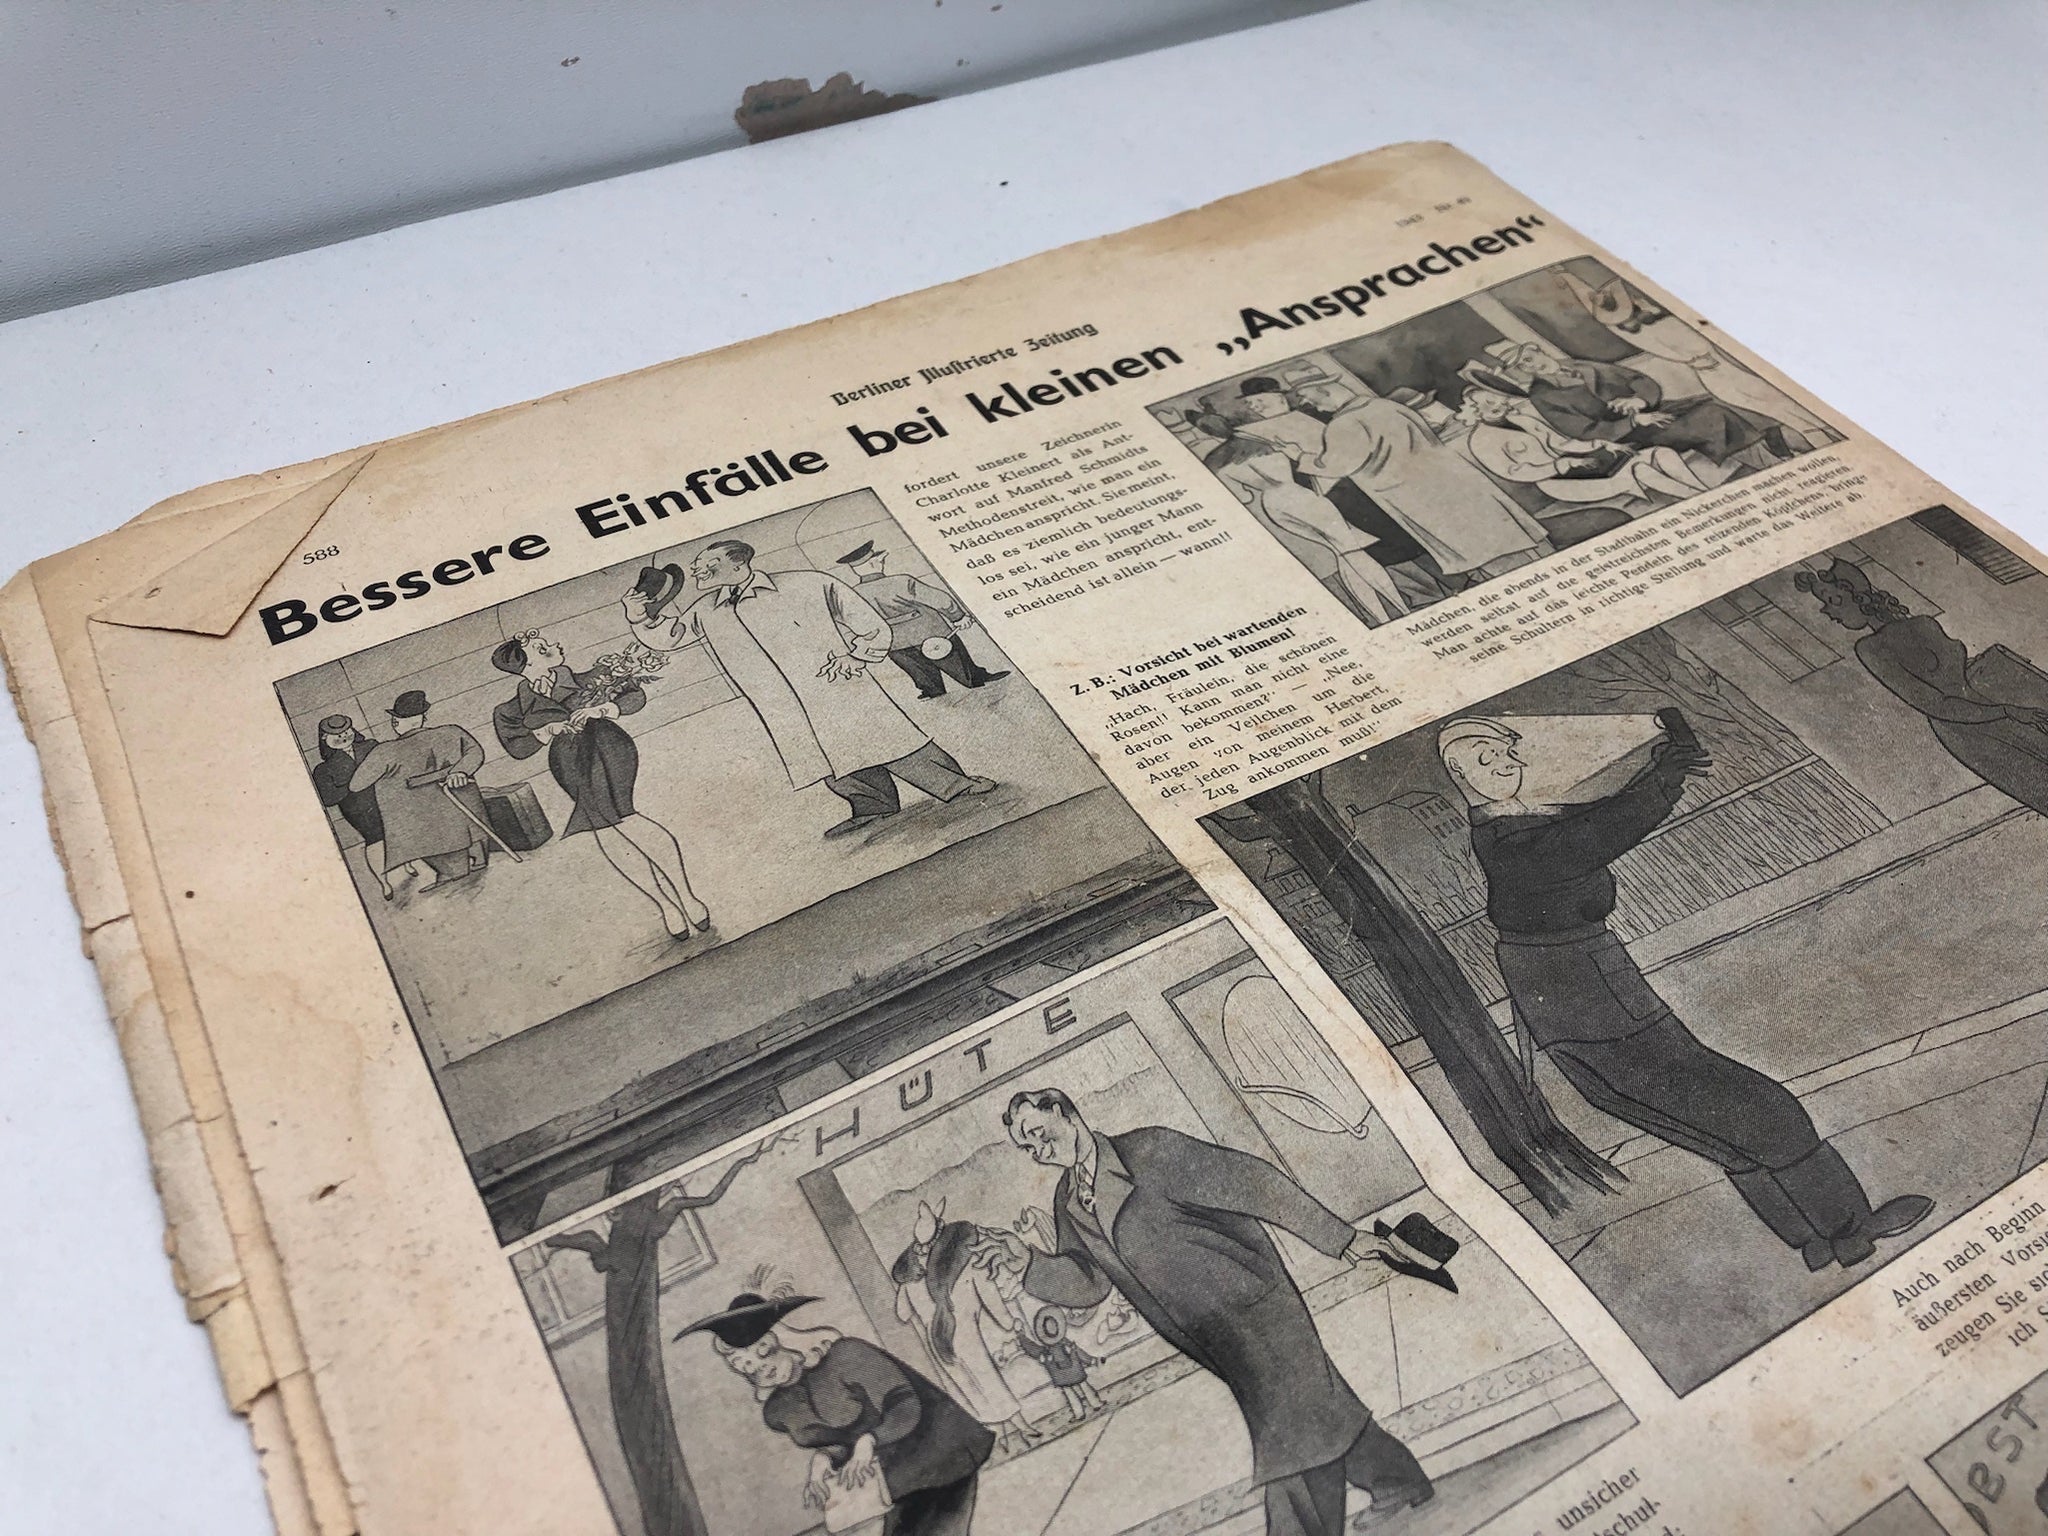 588
Berliner Illustrierte Zeitung
1943 Nr. 49
Bessere Einfälle bei kleinen „Ansprachen“
fordert unsere Zeichnerin
Charlotte Kleinert als Ant-
wort auf Manfred Schmidts
Methodenstreit, wie man ein
Mädchen anspricht. Sie meint,
daß es ziemlich bedeutungs-
los sei, wie ein junger Mann
ein Mädchen anspricht, ent-
scheidend ist allein — wann!!
Z. B.: Vorsicht bei wartenden
Mädchen mit Blumen!
„Hach, Fräulein, die schönen
Rosen!! Kann man nicht eine
davon bekommen?“ — „Nee,
aber ein Veilchen um die
Augen von meinem Herbert,
der jeden Augenblick mit dem
Zug ankommen muß!“
Mädchen, die abends in der Stadtbahn ein Nickerchen machen wollen,
werden selbst auf die geistreichsten Bemerkungen nicht reagieren.
Man achte auf das leichte Pendeln des reizenden Köpfchens, bringe
seine Schultern in richtige Stellung und warte das Weitere ab.
HÜTE
Auch nach Beginn
äußersten Vorsi
zeugen Sie sic
ich S
unsicher
tschul-
OBST